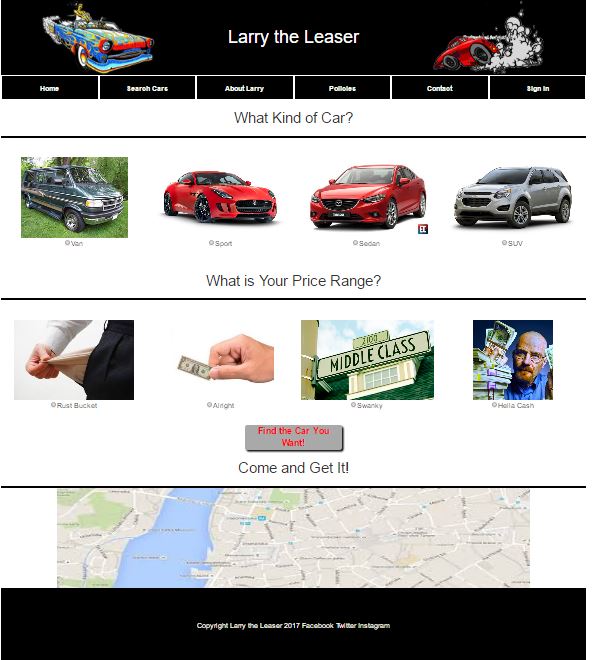 Larry the Leaser
Home Search Cars About Larry Policies Contact Sign In
What Kind of Car?
Van Sport Sedan SUV
What is Your Price Range?
2000
MIDDLE CLASS
Rust Bucket Alright Swanky Hella Cash
Find the Car You
Want!
Come and Get It!
Copyright Larry the Leaser 2017 Facebook Twitter Instagram